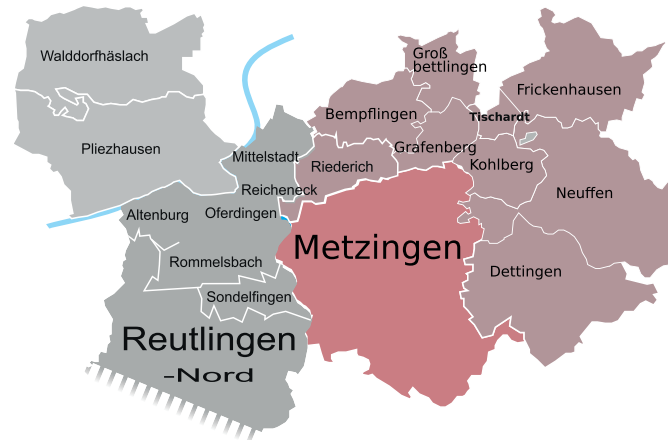 Walddorfhäslach
Groß
bettlingen
Frickenhausen
Bempflingen
Tischardt
Pliezhausen
Mittelstadt
Grafenberg
Riederich
Kohlberg
Reicheneck
Neuffen
Altenburg
Oferdingen
Metzingen
Rommelsbach
Dettingen
Sondelfingen
Reutlingen
-Nord